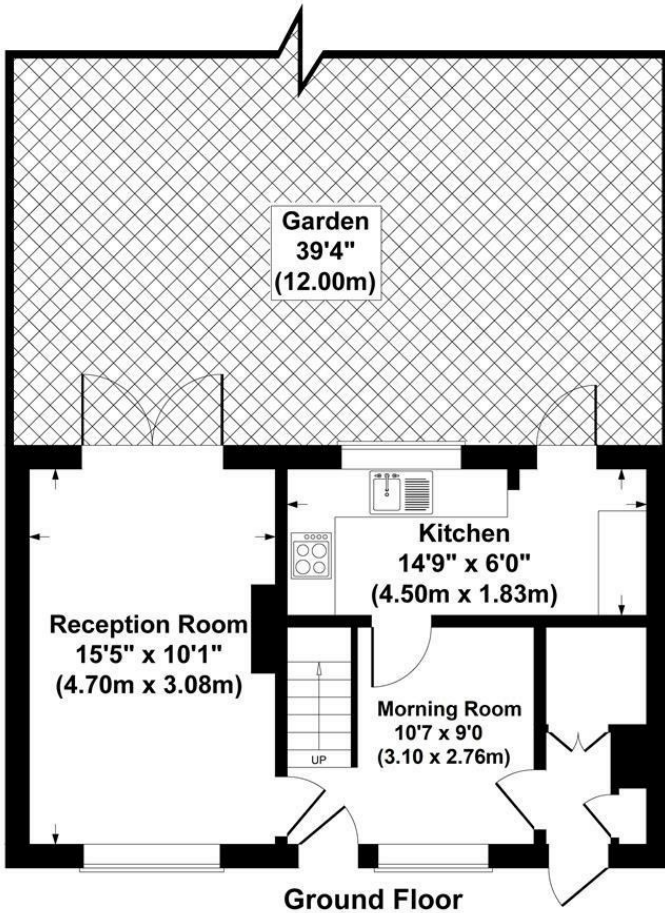 Garden
39'4"
(12.00m)
Kitchen
14'9" x 6'0"
(4.50m x 1.83m)
Reception Room
15'5" x 10'1"
(4.70m x 3.08m)
Morning Room
10'7 x 9'0
(3.10 x 2.76m)
UP
Ground Floor